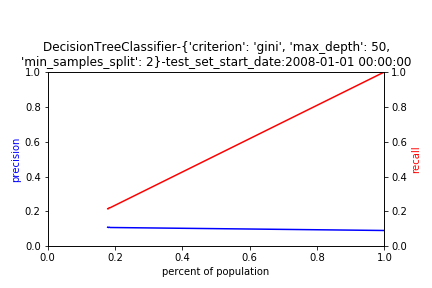 DecisionTreeClassifier-{'criterion': 'gini', 'max_depth': 50,
'min_samples_split': 2}-test_set_start_date:2008-01-01 00:00:00
1.0
0.8
0.6
0.4
0.2
0.0
precision
1.0
0.8
0.6
0.4
0.2
0.0
recall
0.0 0.2 0.4 0.6 0.8 1.0
percent of population